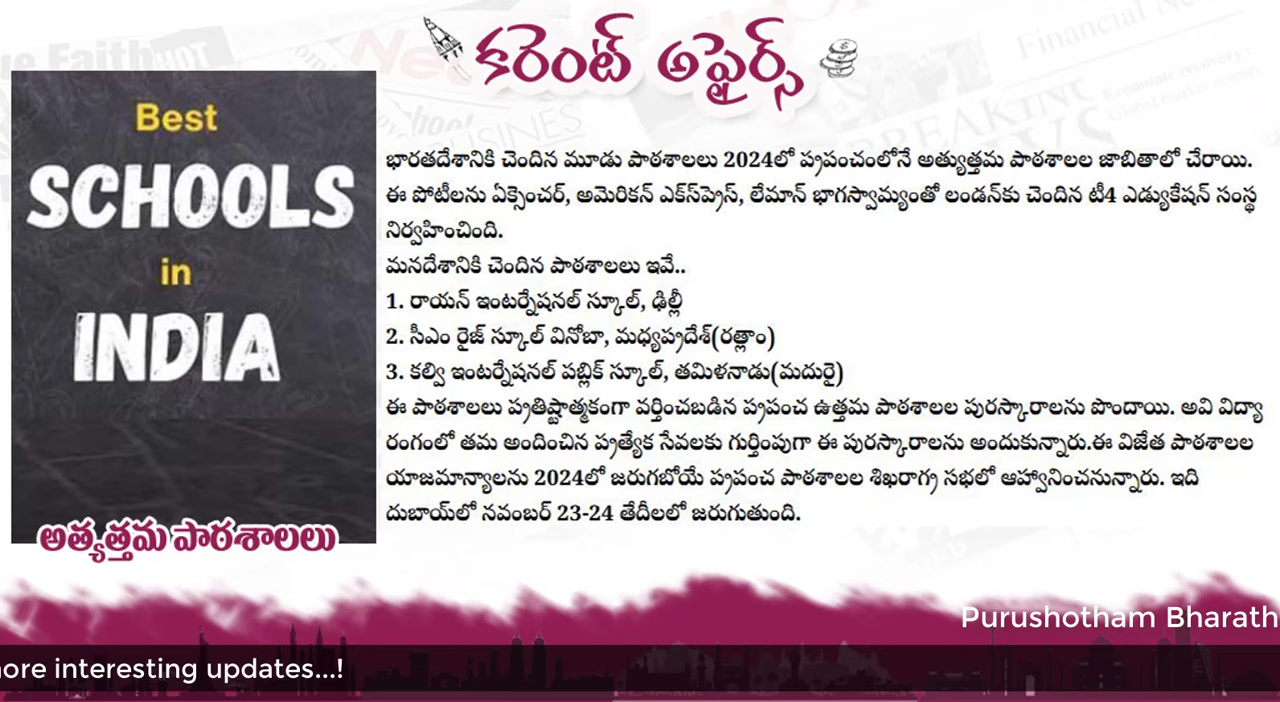 కరెంట్ అఫైర్స్
Best
SCHOOLS
in
INDIA
అత్యత్తమ పాఠశాలలు
భారతదేశానికి చెందిన మూడు పాఠశాలలు 2024లో ప్రపంచంలోనే అత్యుత్తమ పాఠశాలల జాబితాలో చేరాయి.
ఈ పోటీలను ఏక్సెంచర్, అమెరికన్ ఎక్‌స్‌ప్రెస్, లేమాన్ భాగస్వామ్యంతో లండన్‌కు చెందిన టీ4 ఎడ్యుకేషన్ సంస్థ
నిర్వహించింది.
మనదేశానికి చెందిన పాఠశాలలు ఇవే..
1. రాయన్ ఇంటర్నేషనల్ స్కూల్, ఢిల్లీ
2. సీఎం రైజ్ స్కూల్ వినోబా, మధ్యప్రదేశ్(రత్లాం)
3. కల్వి ఇంటర్నేషనల్ పబ్లిక్ స్కూల్, తమిళనాడు(మదురై)
ఈ పాఠశాలలు ప్రతిష్టాత్మకంగా వర్తించబడిన ప్రపంచ ఉత్తమ పాఠశాలల పురస్కారాలను పొందాయి. అవి విద్యా
రంగంలో తమ అందించిన ప్రత్యేక సేవలకు గుర్తింపుగా ఈ పురస్కారాలను అందుకున్నారు.ఈ విజేత పాఠశాలల
యాజమాన్యాలను 2024లో జరుగబోయే ప్రపంచ పాఠశాలల శిఖరాగ్ర సభలో ఆహ్వానించనున్నారు. ఇది
దుబాయ్‌లో నవంబర్ 23-24 తేదీలలో జరుగుతుంది.
Purushotham Bharath
more interesting updates...!